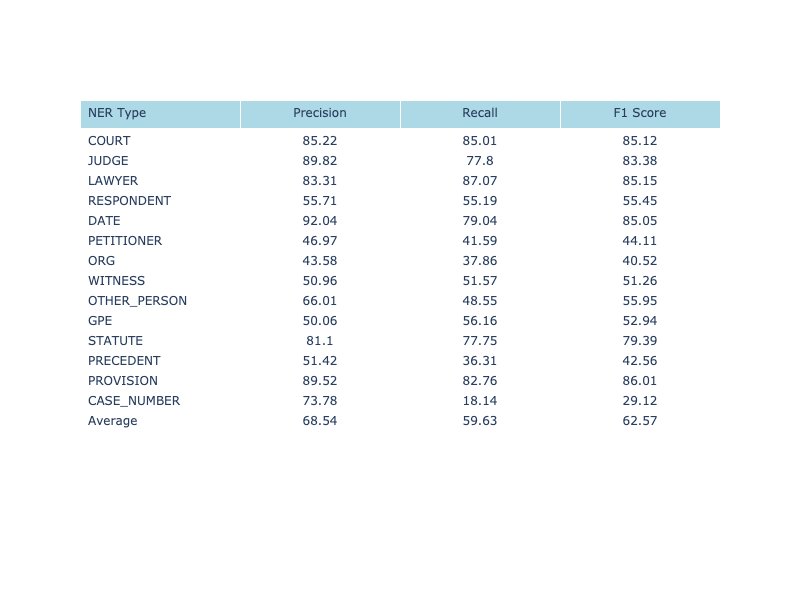 NER Type Precision Recall F1 Score
COURT 85.22 85.01 85.12
JUDGE 89.82 77.8 83.38
LAWYER 83.31 87.07 85.15
RESPONDENT 55.71 55.19 55.45
DATE 92.04 79.04 85.05
PETITIONER 46.97 41.59 44.11
ORG 43.58 37.86 40.52
WITNESS 50.96 51.57 51.26
OTHER_PERSON 66.01 48.55 55.95
GPE 50.06 56.16 52.94
STATUTE 81.1 77.75 79.39
PRECEDENT 51.42 36.31 42.56
PROVISION 89.52 82.76 86.01
CASE_NUMBER 73.78 18.14 29.12
Average 68.54 59.63 62.57